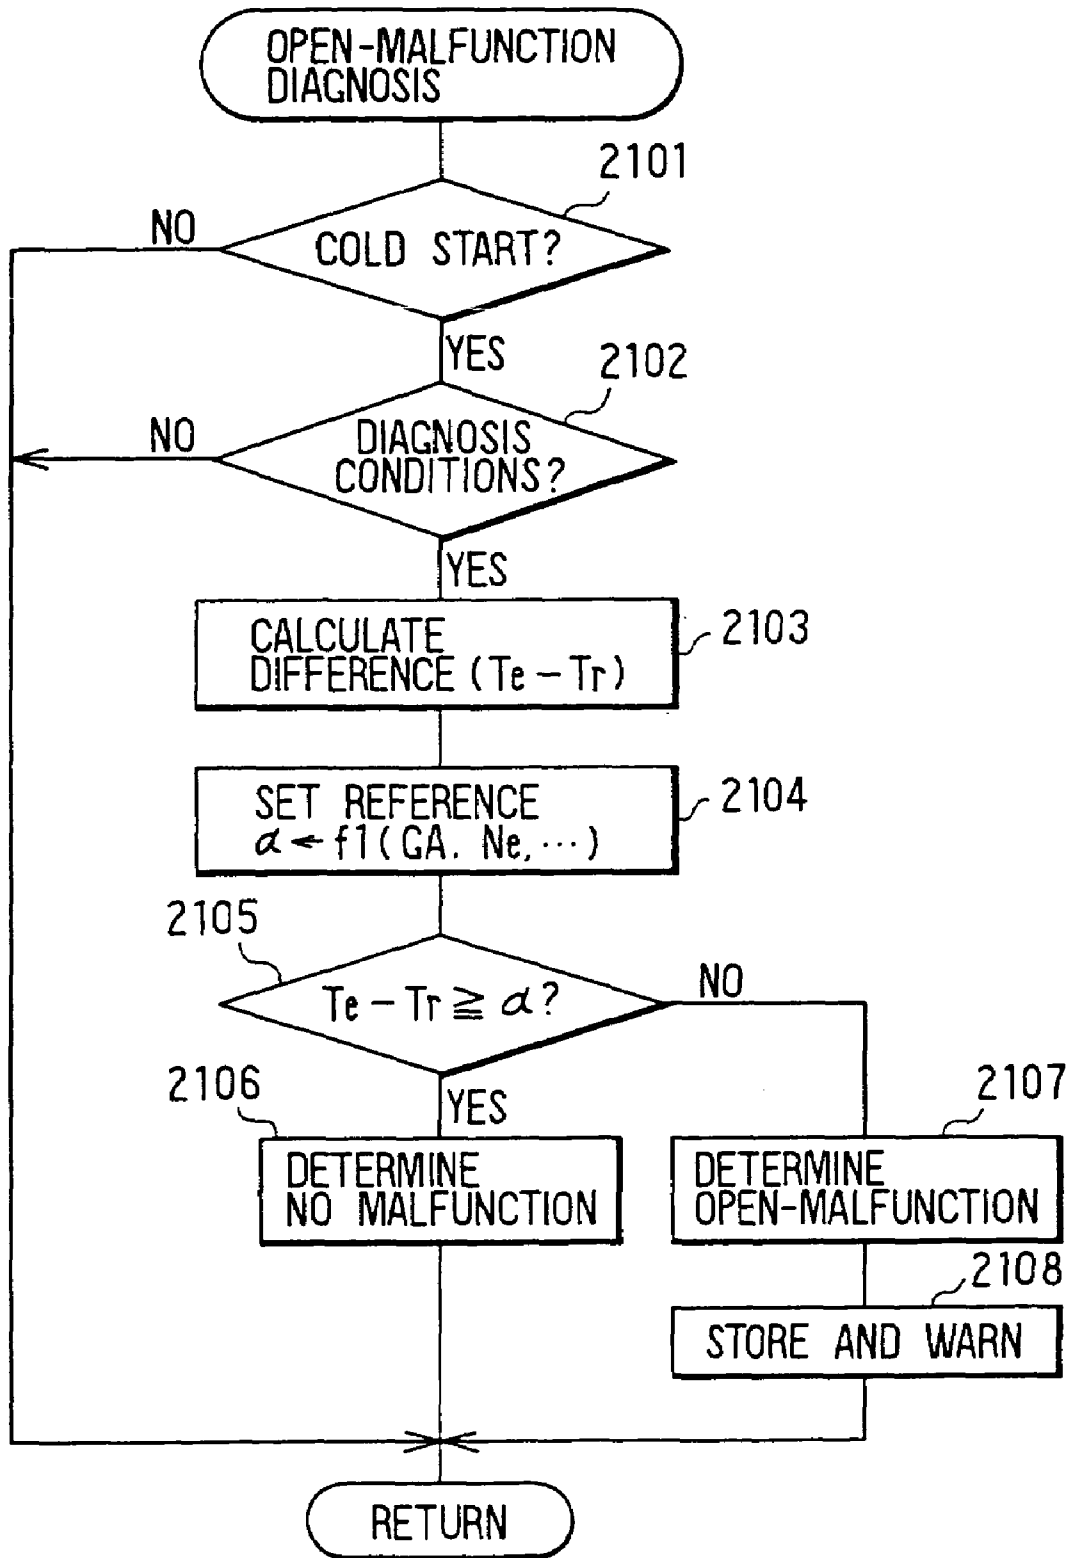 OPEN-MALFUNCTION
DIAGNOSIS
2101
NO
COLD START?
YES
2102
NO
DIAGNOSIS
CONDITIONS?
YES
CALCULATE
DIFFERENCE (Te - Tr)
2103
SET REFERENCE
α ← f1(GA. Ne, ···)
2104
2105
Te - Tr ≧ α?
NO
2106
YES
2107
DETERMINE
NO MALFUNCTION
DETERMINE
OPEN-MALFUNCTION
2108
STORE AND WARN
RETURN